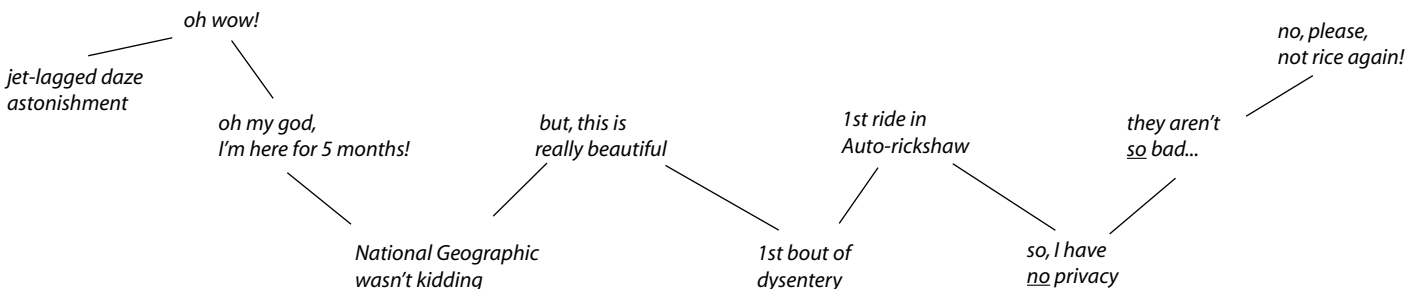 jet-lagged daze
astonishment
oh wow!
oh my god,
I'm here for 5 months!
National Geographic
wasn't kidding
but, this is
really beautiful
1st bout of
dysentery
1st ride in
Auto-rickshaw
so, I have
no privacy
they aren't
so bad...
no, please,
not rice again!